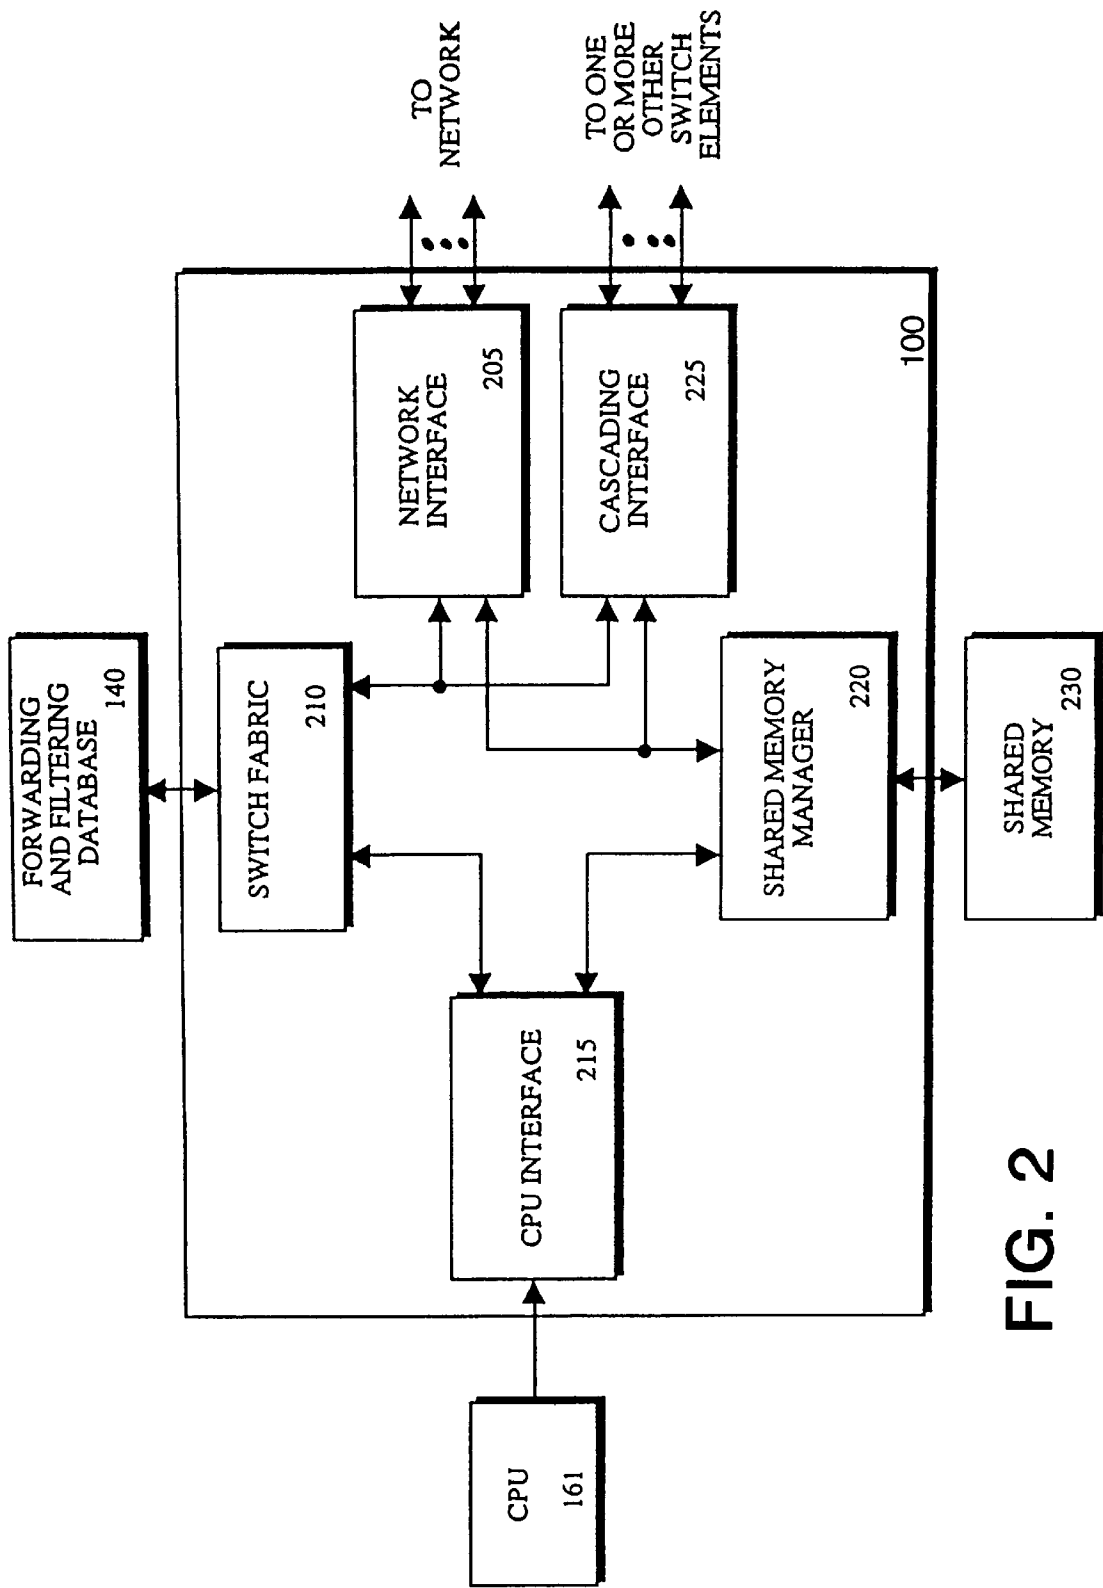 FORWARDING
AND FILTERING
DATABASE
140
SWITCH FABRIC
210
CPU
161
CPU INTERFACE
215
NETWORK
INTERFACE
205
TO
NETWORK
CASCADING
INTERFACE
225
TO ONE
OR MORE
OTHER
SWITCH
ELEMENTS
SHARED MEMORY
MANAGER
220
100
SHARED
MEMORY
230
FIG. 2